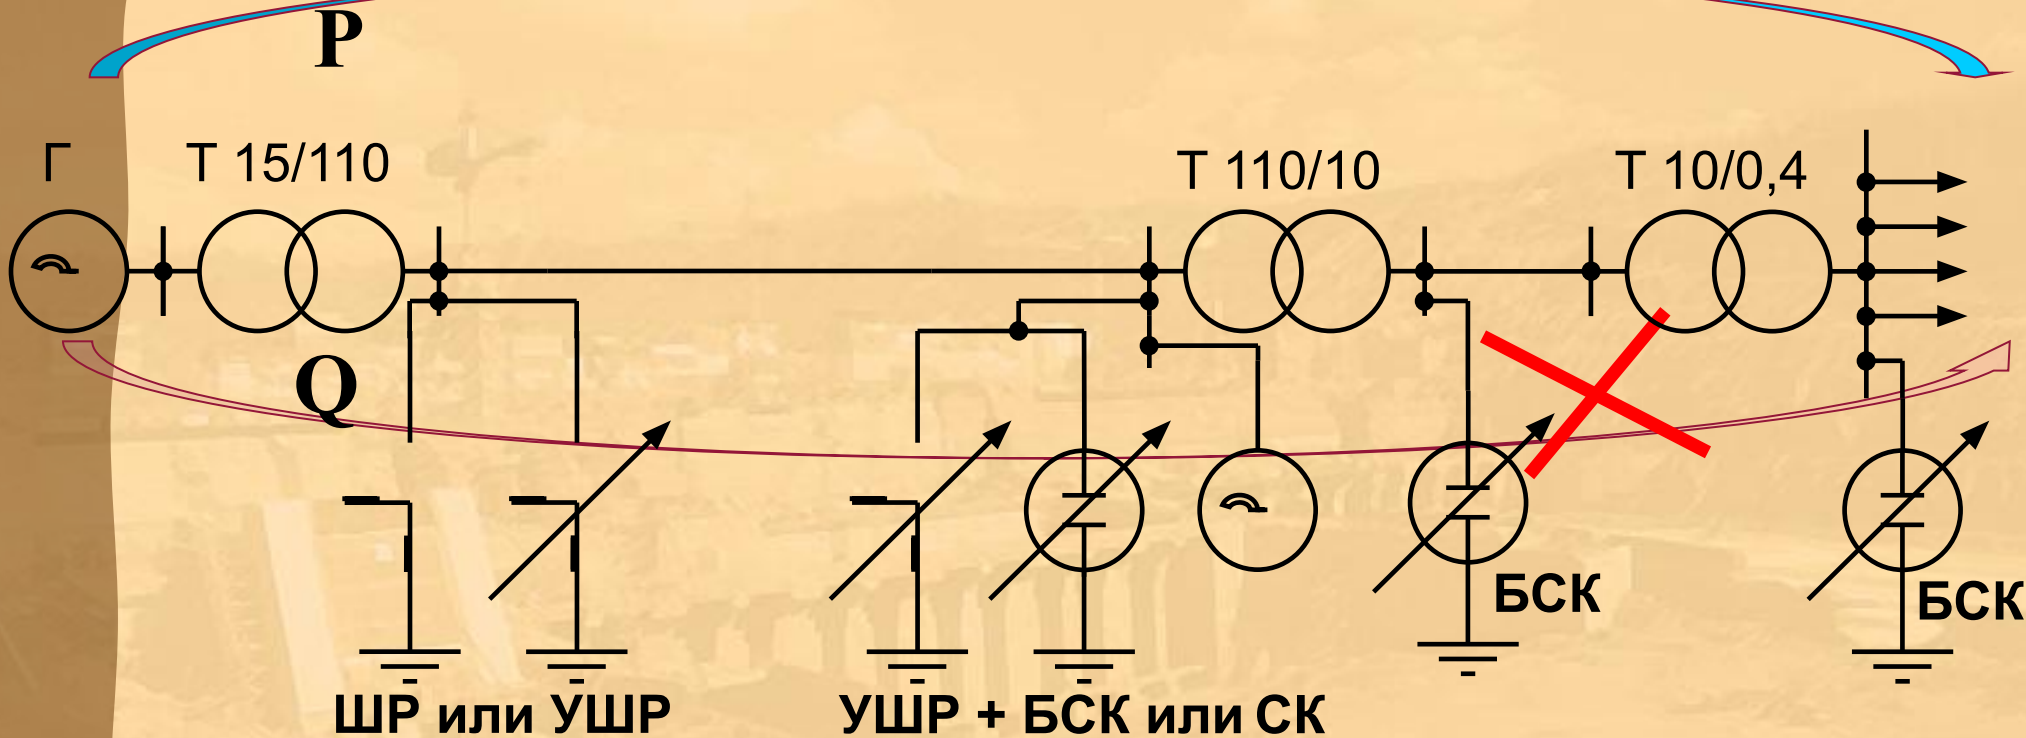 P
Г
Т 15/110
Т 110/10
Т 10/0,4
Q
БСК
БСК
ШР или УШР
УШР + БСК или СК